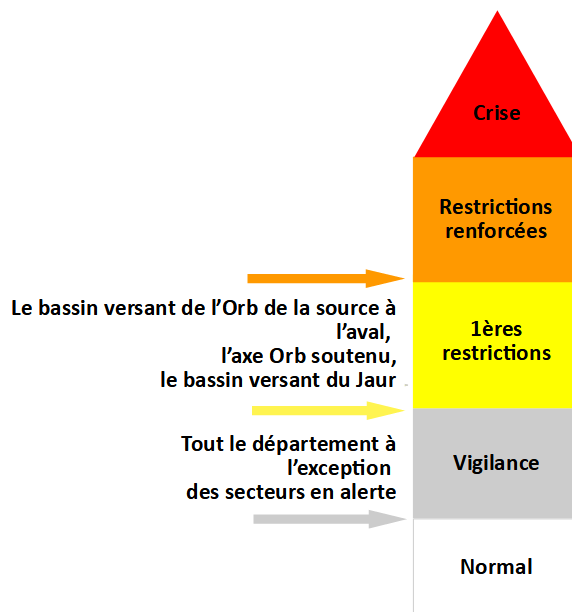 Crise
Restrictions
renforcées
Le bassin versant de l’Orb de la source à
l’aval,
l’axe Orb soutenu,
le bassin versant du Jaur
1ères
restrictions
Tout le département à
l’exception
des secteurs en alerte
Vigilance
Normal